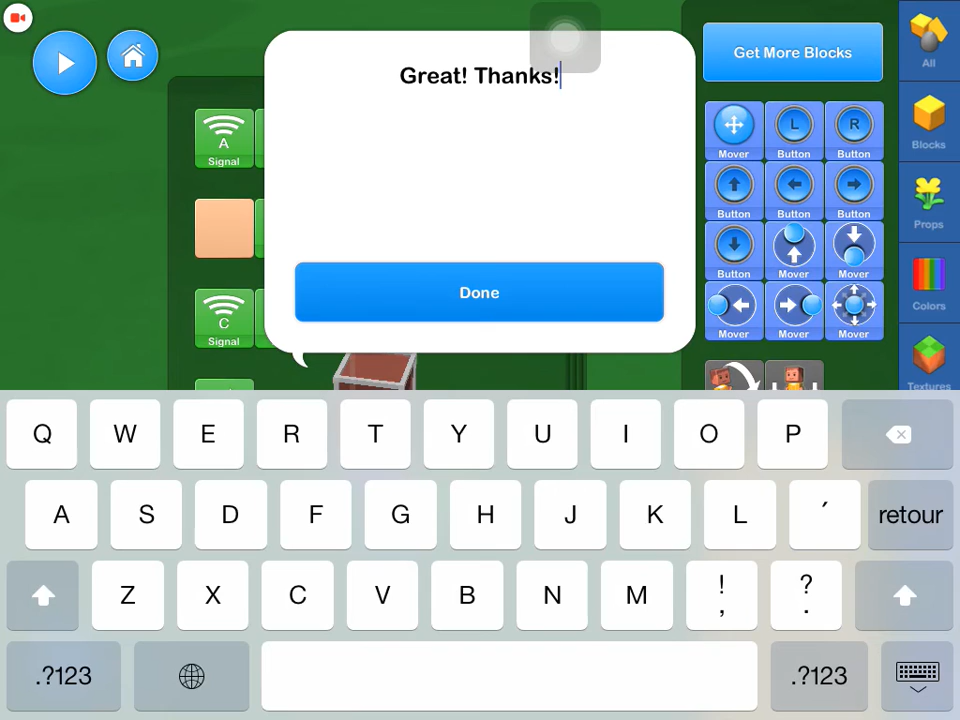 Great! Thanks!
Done
A
Signal
C
Signal
Get More Blocks
L
R
Mover
Button
Button
Button
Button
Button
Button
Mover
Mover
Mover
Mover
Mover
All
Blocks
Props
Colors
Textures
Q W E R T Y U I O P
A S D F G H J K L ´ retour
Z X C V B N M ! , ? .
.?123 .?123